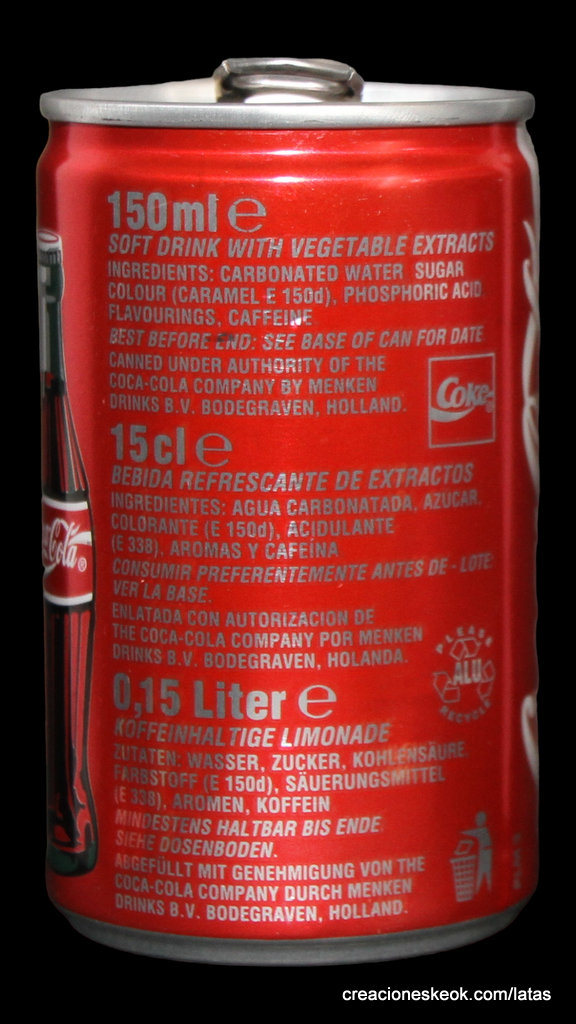 150ml e
SOFT DRINK WITH VEGETABLE EXTRACTS
INGREDIENTS: CARBONATED WATER SUGAR
COLOUR (CARAMEL E 150d), PHOSPHORIC ACID
FLAVOURINGS, CAFFEINE
BEST BEFORE END: SEE BASE OF CAN FOR DATE
CANNED UNDER AUTHORITY OF THE
COCA-COLA COMPANY BY MENKEN
DRINKS B.V. BODEGRAVEN, HOLLAND.
Coke®
15cl e
BEBIDA REFRESCANTE DE EXTRACTOS
INGREDIENTES: AGUA CARBONATADA, AZUCAR,
COLORANTE (E 150d), ACIDULANTE
(E 338), AROMAS Y CAFEÍNA
CONSUMIR PREFERENTEMENTE ANTES DE - LOTE:
VER LA BASE.
ENLATADA CON AUTORIZACION DE
THE COCA-COLA COMPANY POR MENKEN
DRINKS B.V. BODEGRAVEN, HOLANDA.
Cola®
PLEASE
ALU
RECYCLE
0,15 Liter e
KOFFEINHALTIGE LIMONADE
ZUTATEN: WASSER, ZUCKER, KOHLENSÄURE,
FARBSTOFF (E 150d), SÄUERUNGSMITTEL
(E 338), AROMEN, KOFFEIN
MINDESTENS HALTBAR BIS ENDE
SIEHE DOSENBODEN.
ABGEFÜLLT MIT GENEHMIGUNG VON THE
COCA-COLA COMPANY DURCH MENKEN
DRINKS B.V. BODEGRAVEN, HOLLAND.
creacioneskeok.com/latas